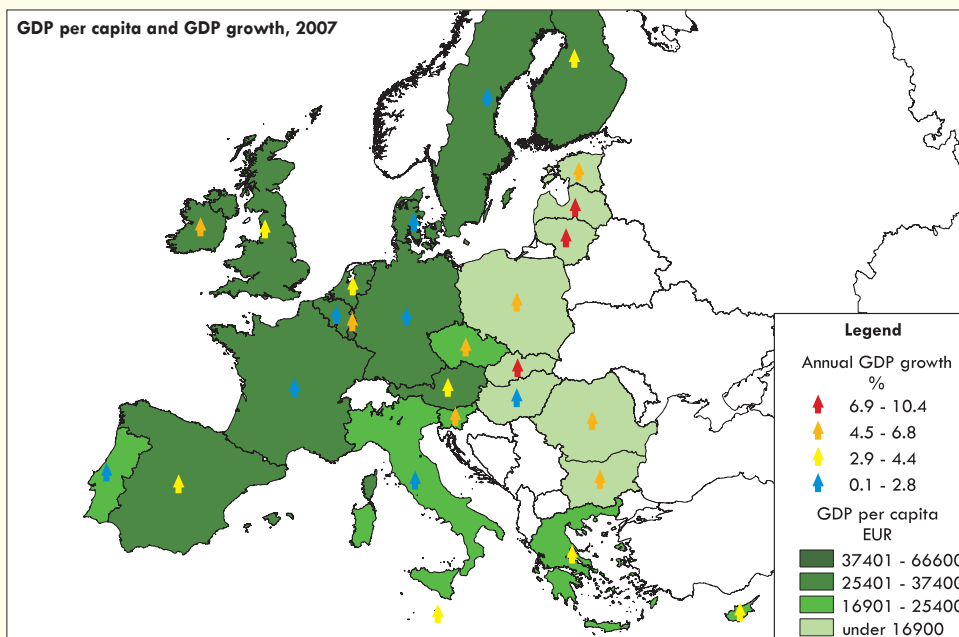 GDP per capita and GDP growth, 2007
Legend
Annual GDP growth
%
6.9 - 10.4
4.5 - 6.8
2.9 - 4.4
0.1 - 2.8
GDP per capita
EUR
37401 - 66600
25401 - 37400
16901 - 25400
under 16900